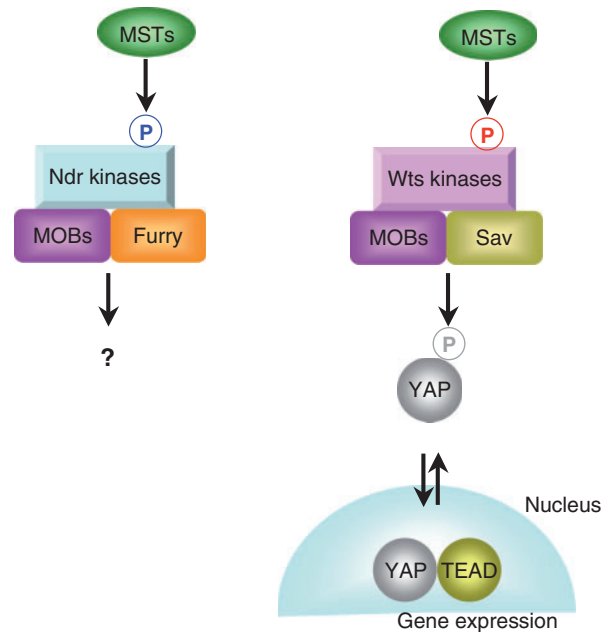 MSTs
P
Ndr kinases
MOBs
Furry
?
MSTs
P
Wts kinases
MOBs
Sav
P
YAP
Nucleus
YAP
TEAD
Gene expression